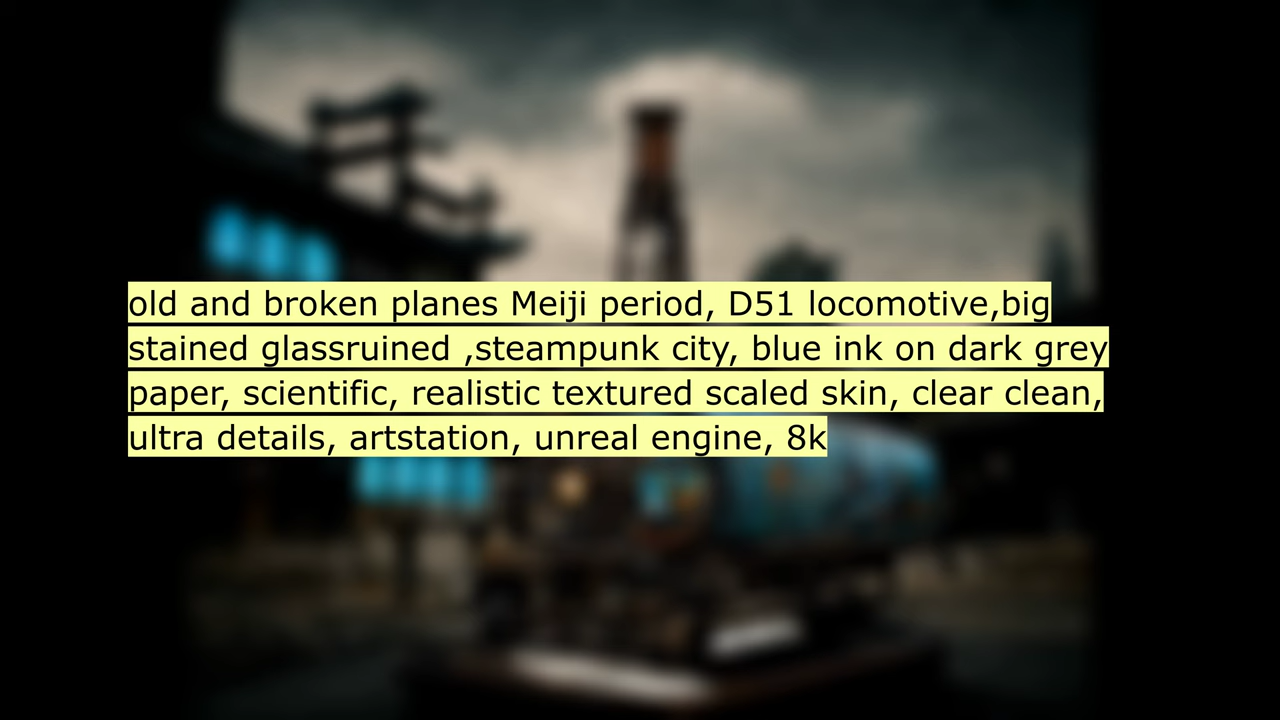 old and broken planes Meiji period, D51 locomotive,big
stained glassruined ,steampunk city, blue ink on dark grey
paper, scientific, realistic textured scaled skin, clear clean,
ultra details, artstation, unreal engine, 8k